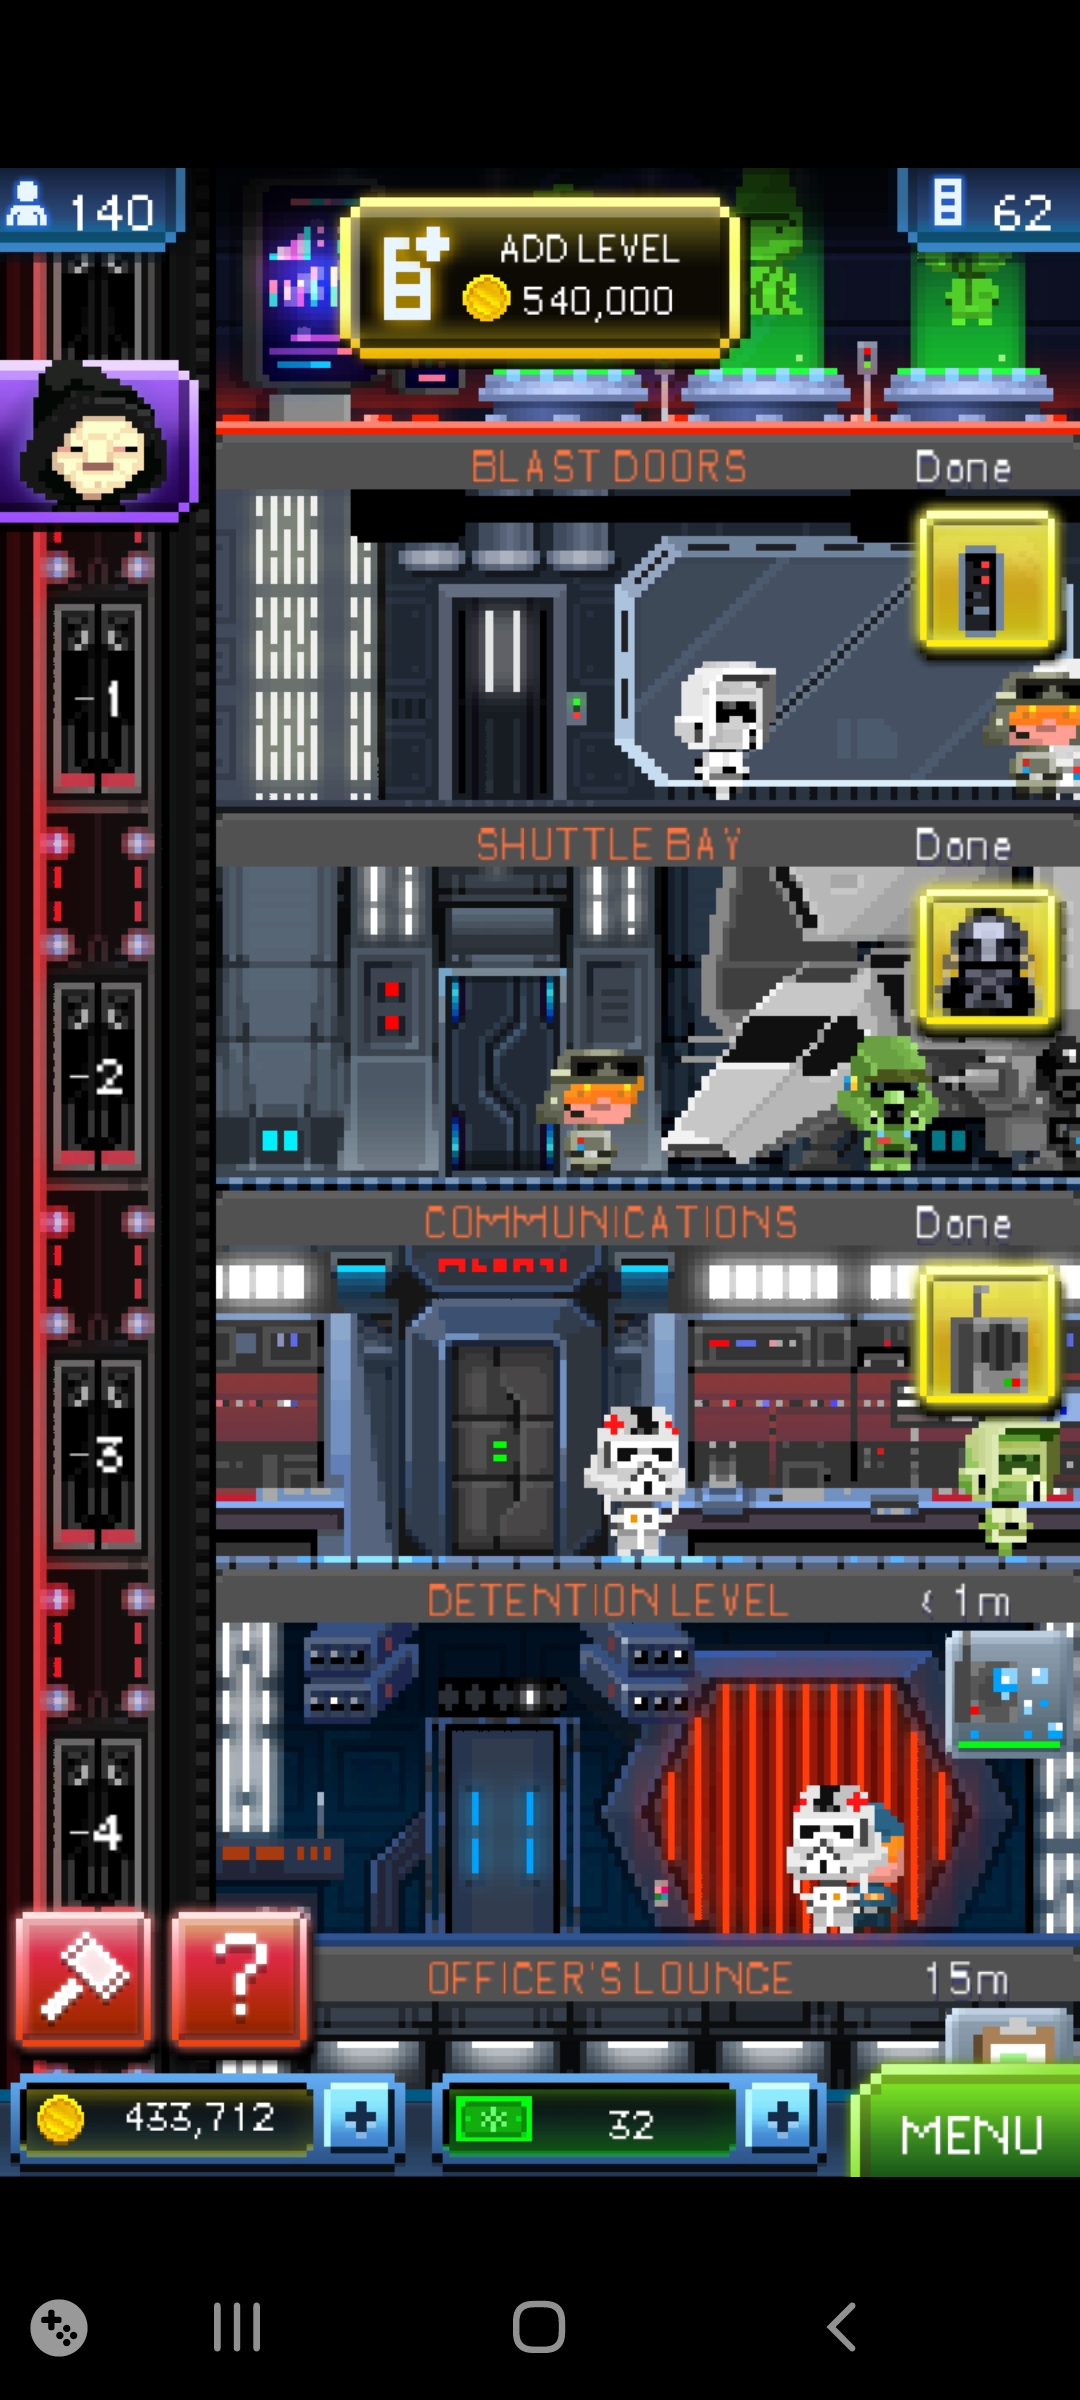 140
ADD LEVEL
540,000
62
BLAST DOORS
Done
-1
SHUTTLE BAY
Done
-2
COMMUNICATIONS
Done
-3
DETENTION LEVEL
< 1m
-4
?
OFFICER'S LOUNGE
15m
433,712
+
32
+
MENU